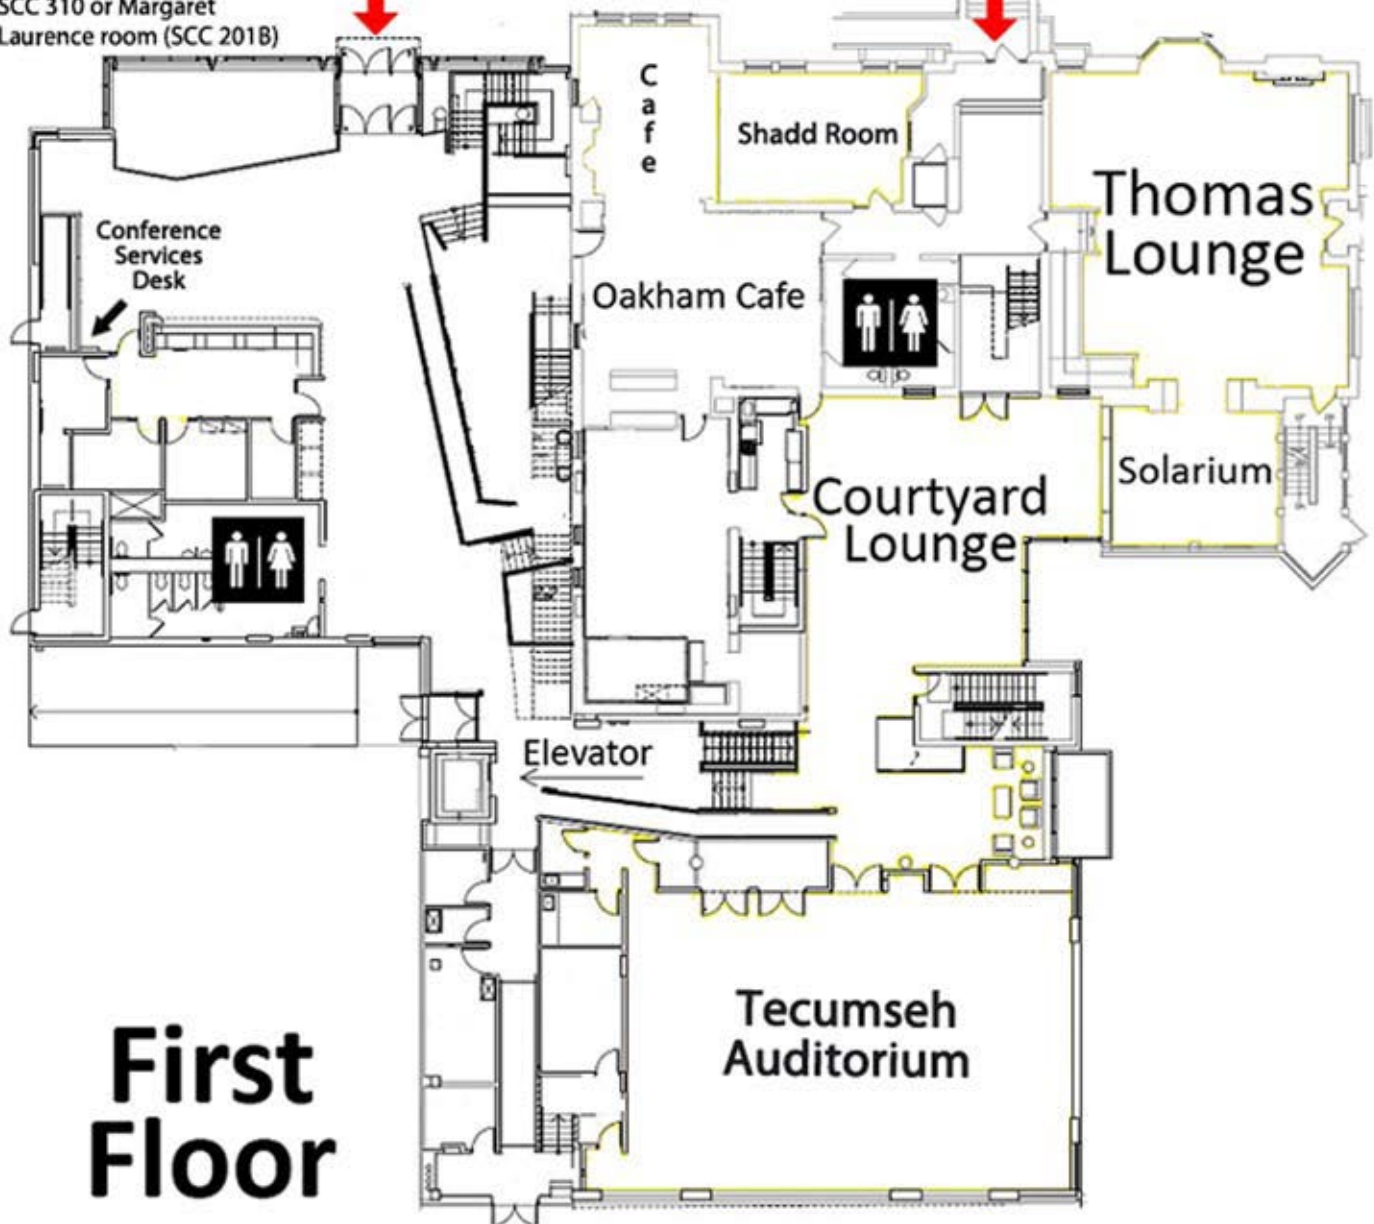 SCC 310 or Margaret
Laurence room (SCC 201B)
C
a
f
e
Shadd Room
Thomas
Lounge
Conference
Services
Desk
Oakham Cafe
Solarium
Courtyard
Lounge
Elevator
Tecumseh
Auditorium
First
Floor